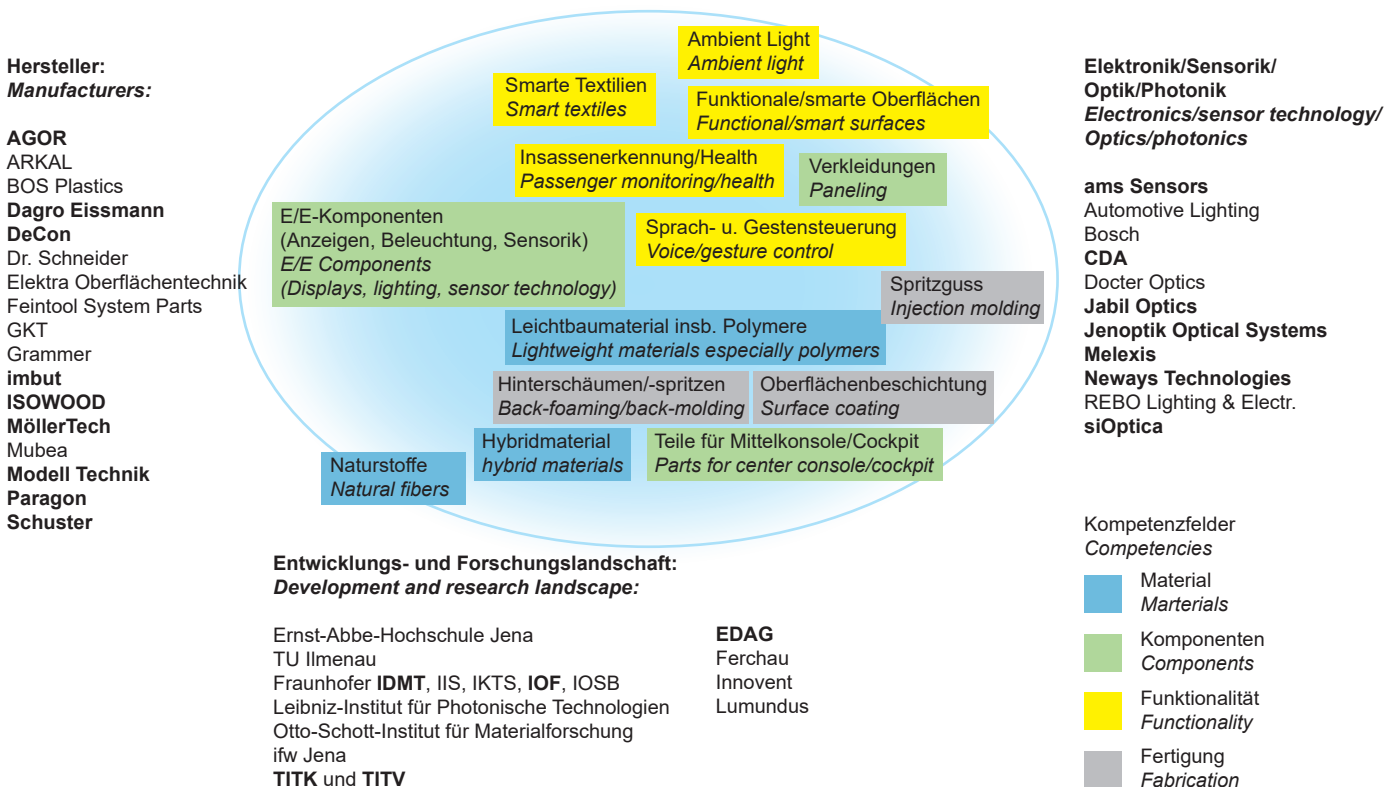 Hersteller:
Manufacturers:
AGOR
ARKAL
BOS Plastics
Dagro Eissmann
DeCon
Dr. Schneider
Elektra Oberflächentechnik
Feintool System Parts
GKT
Grammer
imbut
ISOWOOD
MöllerTech
Mubea
Modell Technik
Paragon
Schuster
Ambient Light
Ambient light
Smarte Textilien
Smart textiles
Funktionale/smarte Oberflächen
Functional/smart surfaces
Insassenerkennung/Health
Passenger monitoring/health
Verkleidungen
Paneling
E/E-Komponenten
(Anzeigen, Beleuchtung, Sensorik)
E/E Components
(Displays, lighting, sensor technology)
Sprach- u. Gestensteuerung
Voice/gesture control
Spritzguss
Injection molding
Leichtbaumaterial insb. Polymere
Lightweight materials especially polymers
Hinterschäumen/-spritzen
Back-foaming/back-molding
Oberflächenbeschichtung
Surface coating
Hybridmaterial
hybrid materials
Teile für Mittelkonsole/Cockpit
Parts for center console/cockpit
Naturstoffe
Natural fibers
Elektronik/Sensorik/
Optik/Photonik
Electronics/sensor technology/
Optics/photonics
ams Sensors
Automotive Lighting
Bosch
CDA
Docter Optics
Jabil Optics
Jenoptik Optical Systems
Melexis
Neways Technologies
REBO Lighting & Electr.
siOptica
Entwicklungs- und Forschungslandschaft:
Development and research landscape:
Ernst-Abbe-Hochschule Jena
TU Ilmenau
Fraunhofer IDMT, IIS, IKTS, IOF, IOSB
Leibniz-Institut für Photonische Technologien
Otto-Schott-Institut für Materialforschung
ifw Jena
TITK und TITV
EDAG
Ferchau
Innovent
Lumundus
Kompetenzfelder
Competencies
Material
Marterials
Komponenten
Components
Funktionalität
Functionality
Fertigung
Fabrication